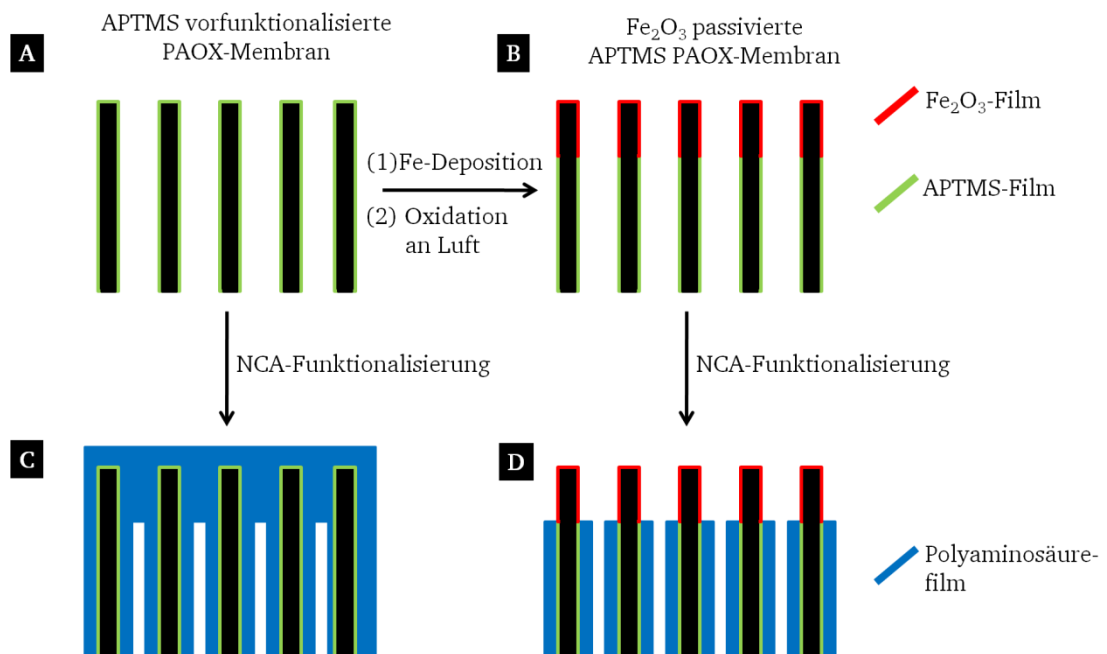 APTMS vorfunktionalisierte
PAOX-Membran
A
Fe₂O₃ passivierte
APTMS PAOX-Membran
B
Fe₂O₃-Film
APTMS-Film
(1)Fe-Deposition
(2) Oxidation
an Luft
NCA-Funktionalisierung
NCA-Funktionalisierung
C
D
Polyaminosäure-
film